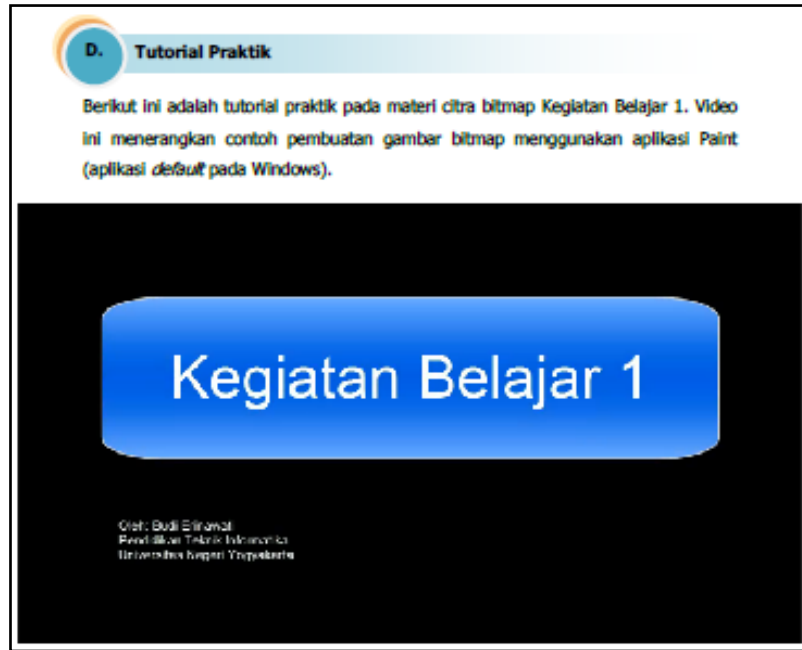 D. Tutorial Praktik
Berikut ini adalah tutorial praktik pada materi citra bitmap Kegiatan Belajar 1. Video
ini menerangkan contoh pembuatan gambar bitmap menggunakan aplikasi Paint
(aplikasi default pada Windows).
Kegiatan Belajar 1
Oleh: Budi Erinawati
Pendidikan Teknik Informatika
Universitas Negeri Yogyakarta